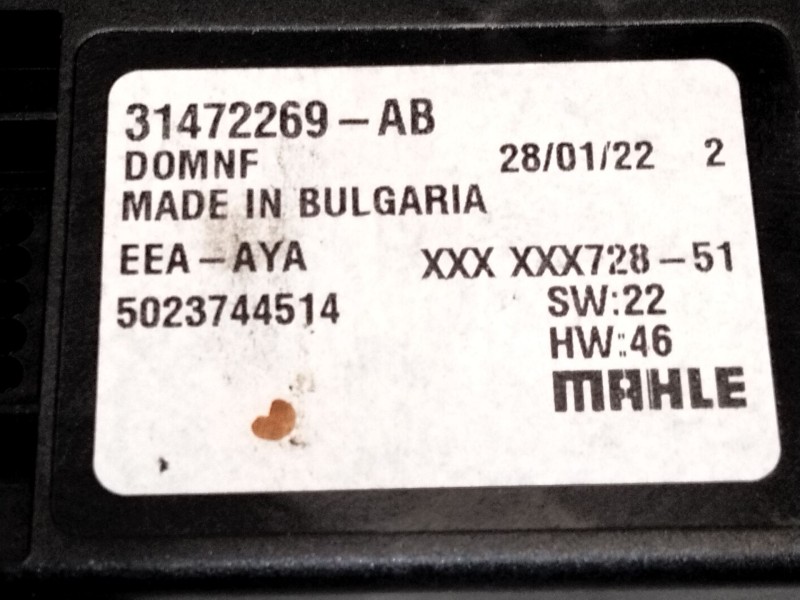 31472269-AB
DOMNF 28/01/22 2
MADE IN BULGARIA
EEA-AYA XXX XXX728-51
5023744514 SW:22
HW:46
MAHLE